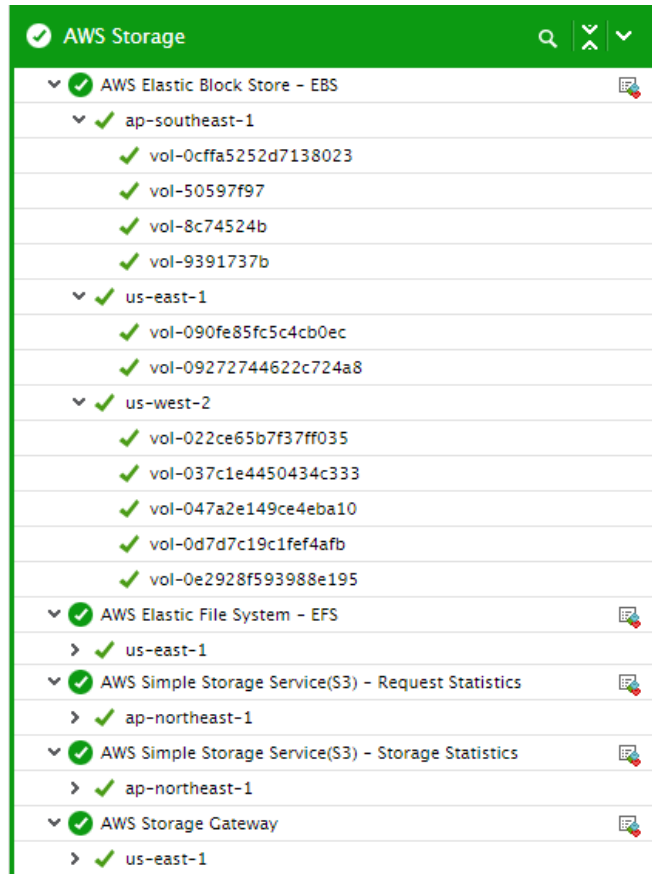 AWS Storage
AWS Elastic Block Store - EBS
ap-southeast-1
vol-0cffa5252d7138023
vol-50597f97
vol-8c74524b
vol-9391737b
us-east-1
vol-090fe85fc5c4cb0ec
vol-09272744622c724a8
us-west-2
vol-022ce65b7f37ff035
vol-037c1e4450434c333
vol-047a2e149ce4eba10
vol-0d7d7c19c1fef4afb
vol-0e2928f593988e195
AWS Elastic File System - EFS
us-east-1
AWS Simple Storage Service(S3) - Request Statistics
ap-northeast-1
AWS Simple Storage Service(S3) - Storage Statistics
ap-northeast-1
AWS Storage Gateway
us-east-1